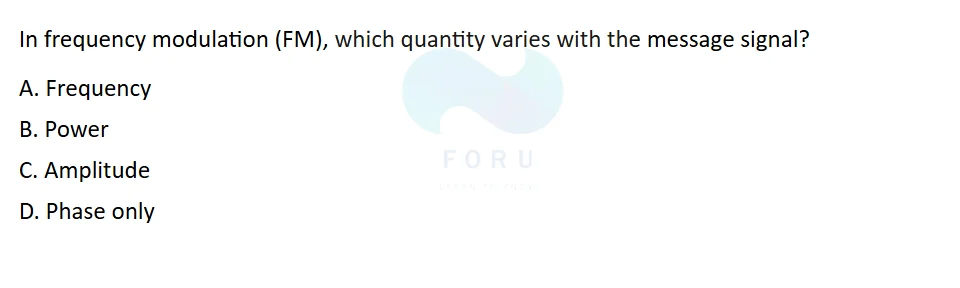 In frequency modulation (FM), which quantity varies with the message signal?
A. Frequency
B. Power
C. Amplitude
FORU
D. Phase only